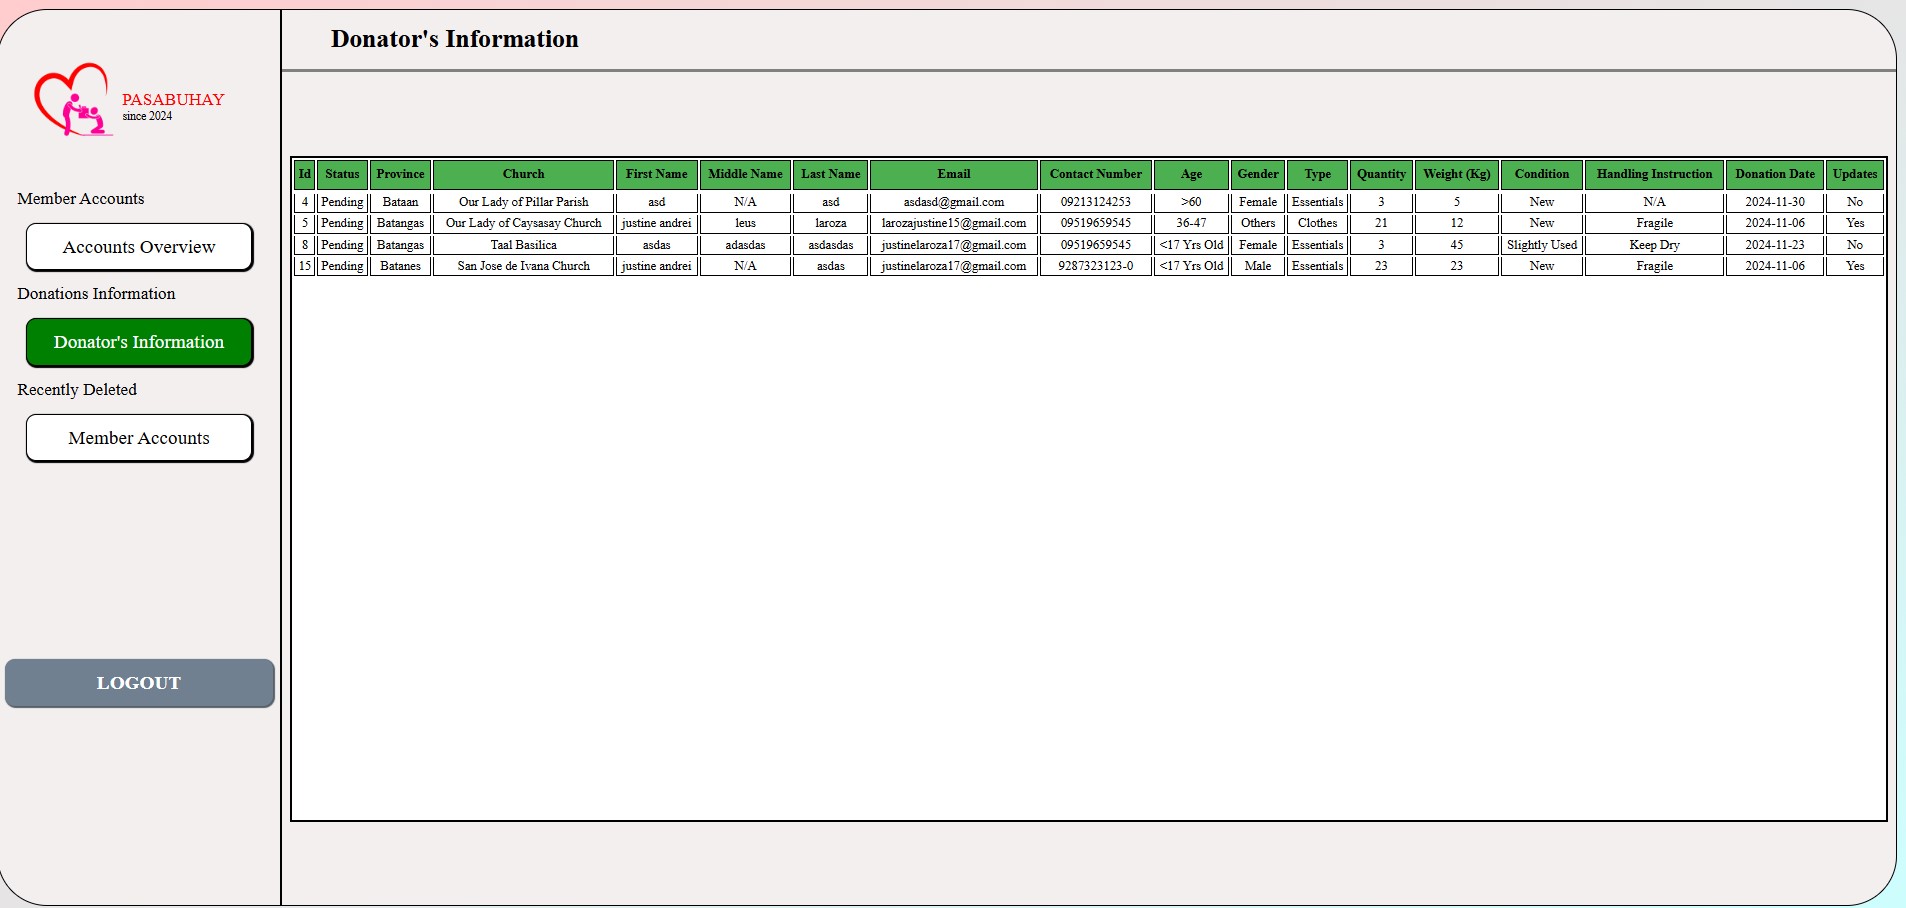 Donator's Information
PASABUHAY
since 2024
Member Accounts
Accounts Overview
Donations Information
Donator's Information
Recently Deleted
Member Accounts
LOGOUT
Id Status Province Church First Name Middle Name Last Name Email Contact Number Age Gender Type Quantity Weight (Kg) Condition Handling Instruction Donation Date Updates
4 Pending Bataan Our Lady of Pillar Parish asd N/A asd asdasd@gmail.com 09213124253 >60 Female Essentials 3 5 New N/A 2024-11-30 No
5 Pending Batangas Our Lady of Caysasay Church justine andrei leus laroza larozajustine15@gmail.com 09519659545 36-47 Others Clothes 21 12 New Fragile 2024-11-06 Yes
8 Pending Batangas Taal Basilica asdas adasdas asdasdas justinelaroza17@gmail.com 09519659545 <17 Yrs Old Female Essentials 3 45 Slightly Used Keep Dry 2024-11-23 No
15 Pending Batanes San Jose de Ivana Church justine andrei N/A asdas justinelaroza17@gmail.com 9287323123-0 <17 Yrs Old Male Essentials 23 23 New Fragile 2024-11-06 Yes